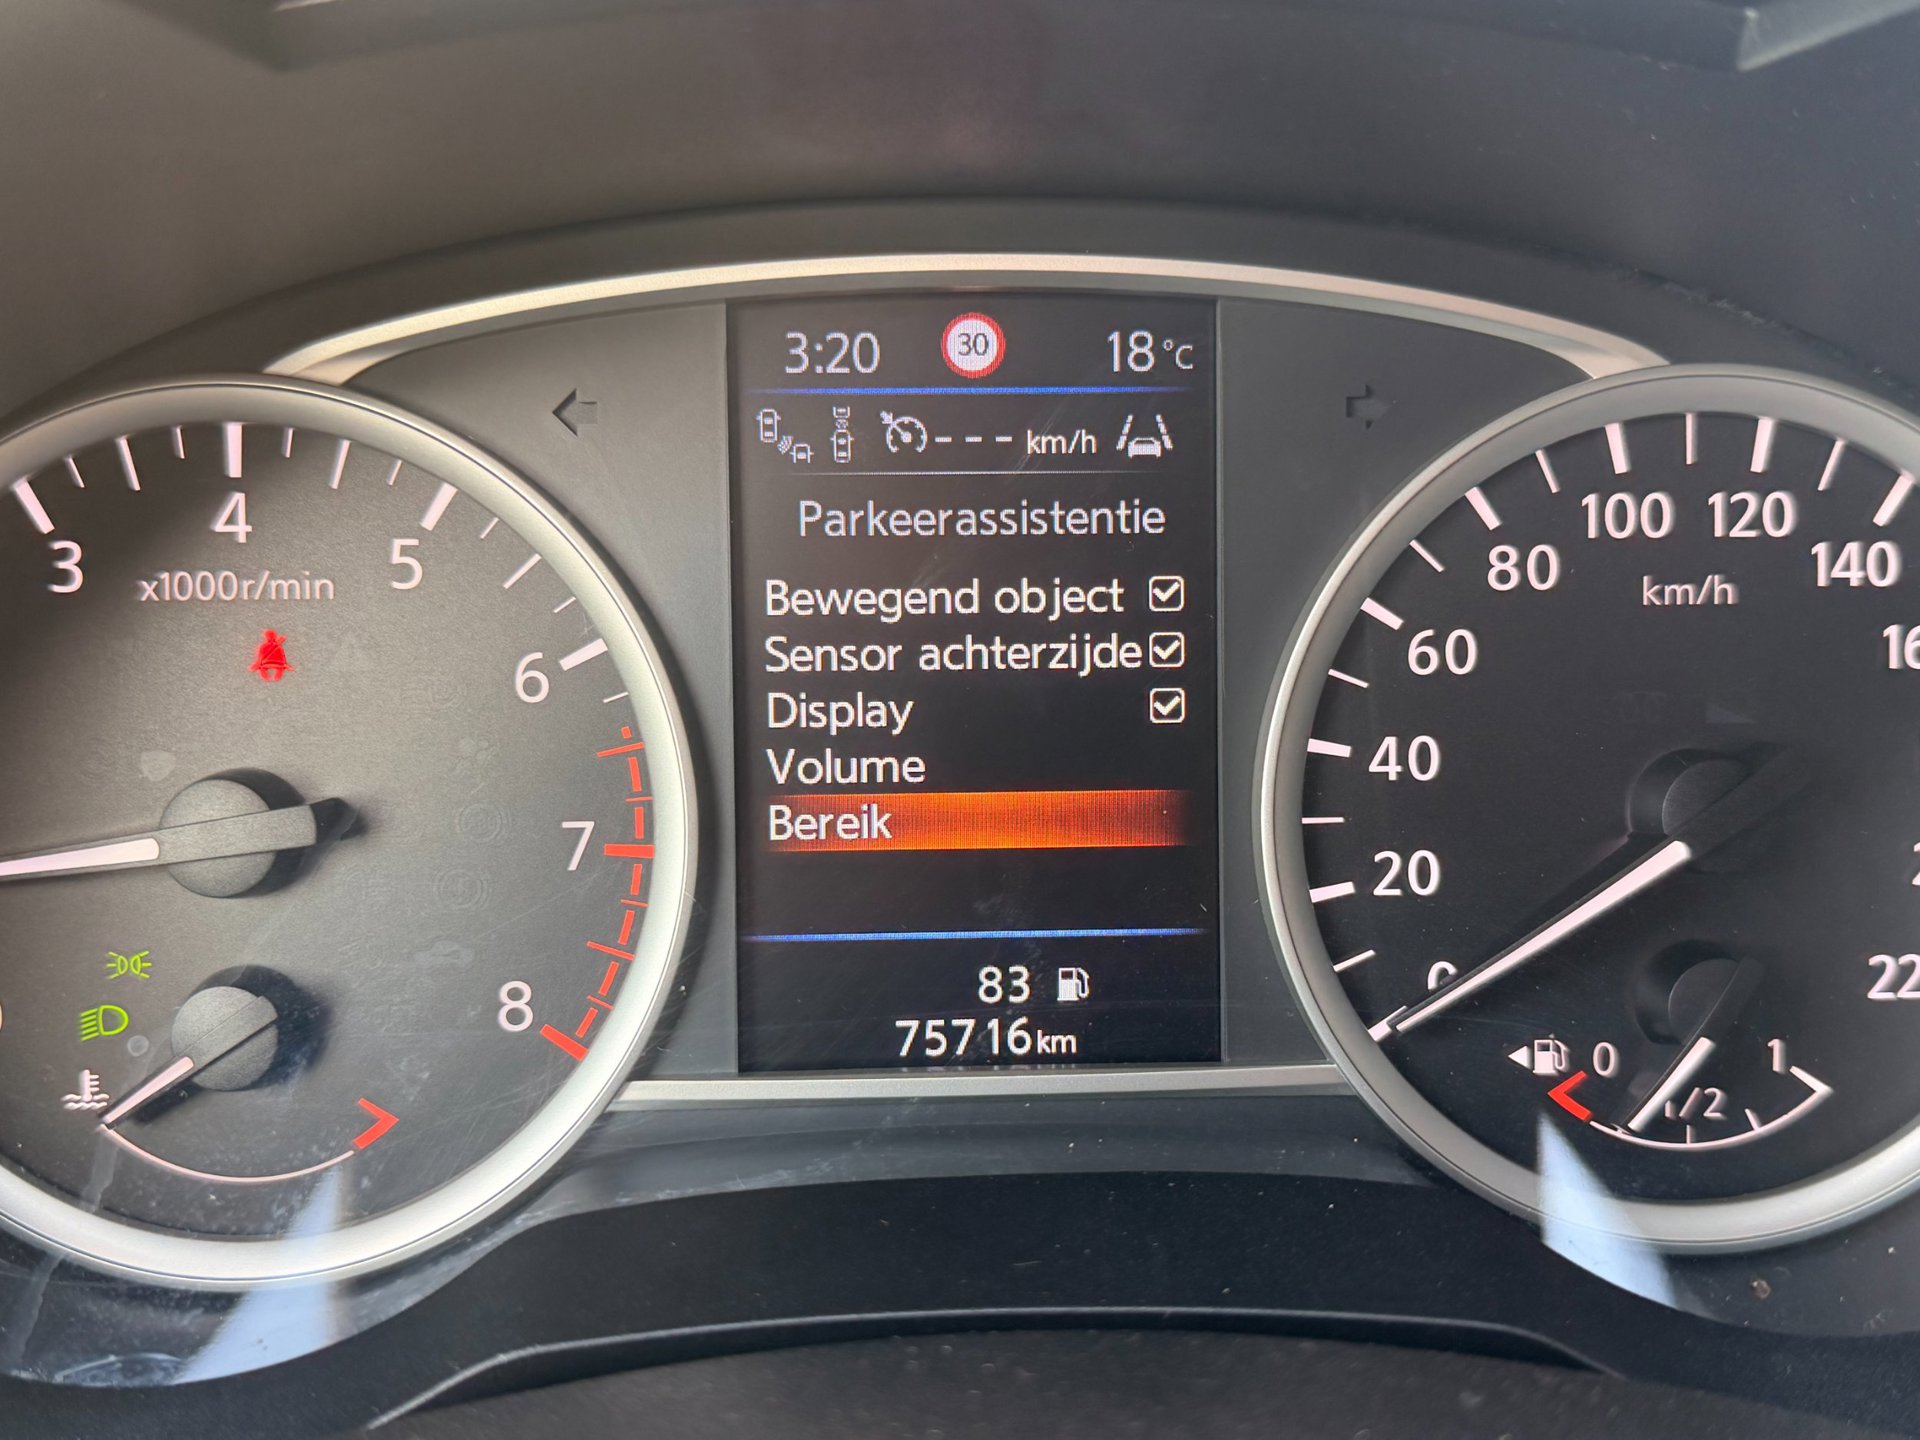 3:20 30 18°C
--- km/h
Parkeerassistentie
Bewegend object
Sensor achterzijde
Display
Volume
Bereik
83
75716km
3
4
5
6
7
8
x1000r/min
0
20
40
60
80
100
120
140
km/h
0
1/2
1